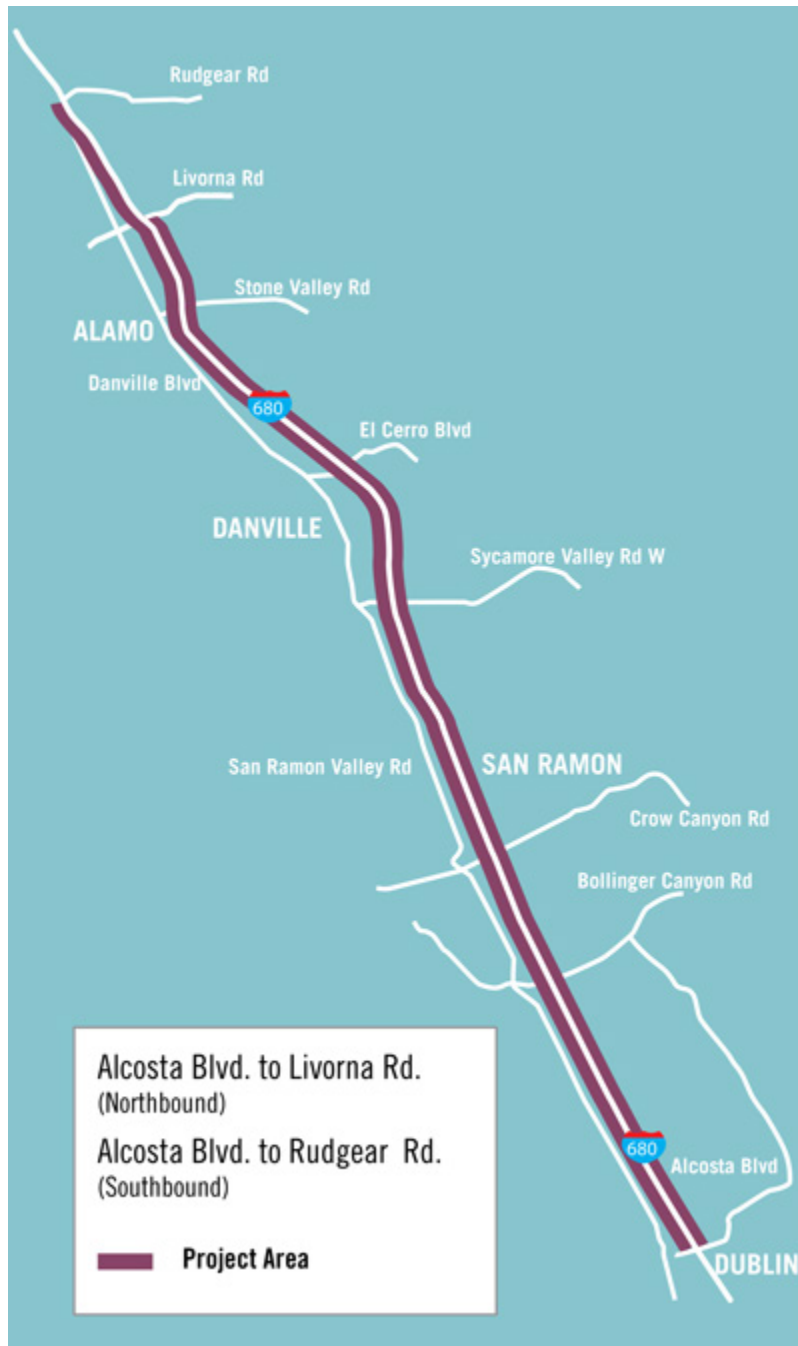 Rudgear Rd
Livorna Rd
Stone Valley Rd
ALAMO
Danville Blvd
680
El Cerro Blvd
DANVILLE
Sycamore Valley Rd W
San Ramon Valley Rd
SAN RAMON
Crow Canyon Rd
Bollinger Canyon Rd
Alcosta Blvd. to Livorna Rd.
(Northbound)
Alcosta Blvd. to Rudgear Rd.
(Southbound)
Project Area
680
Alcosta Blvd
DUBLIN